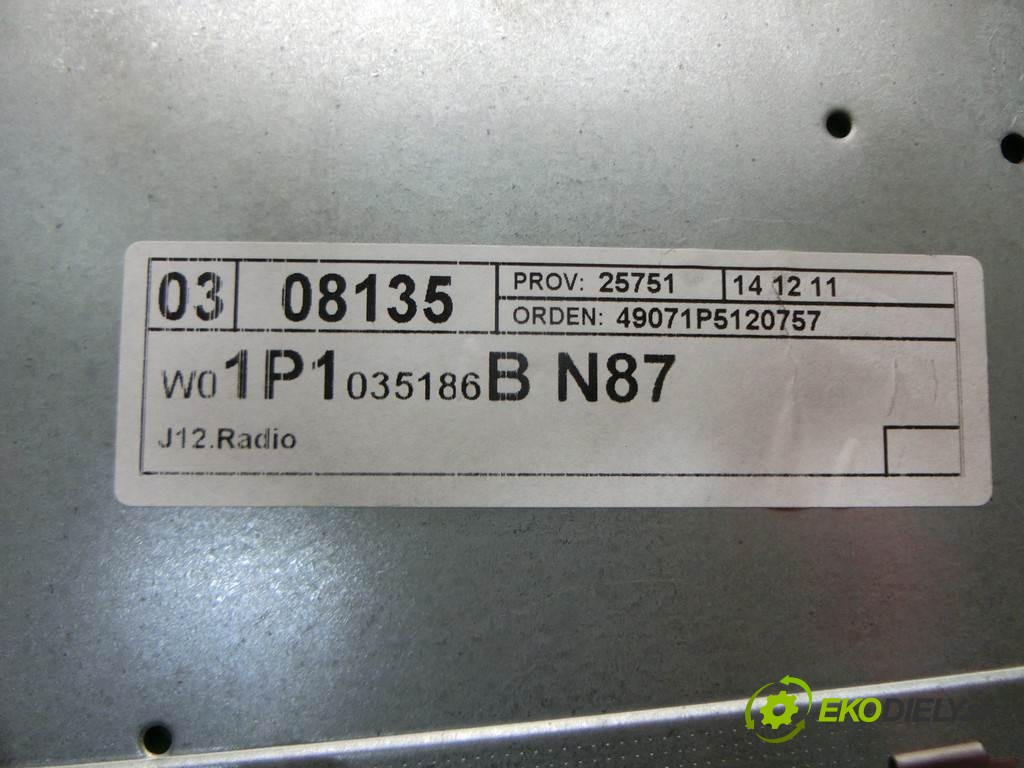 03 08135 PROV: 25751 14 12 11
ORDEN: 49071P5120757
W01P1035186B N87
J12.Radio
EKODIELY